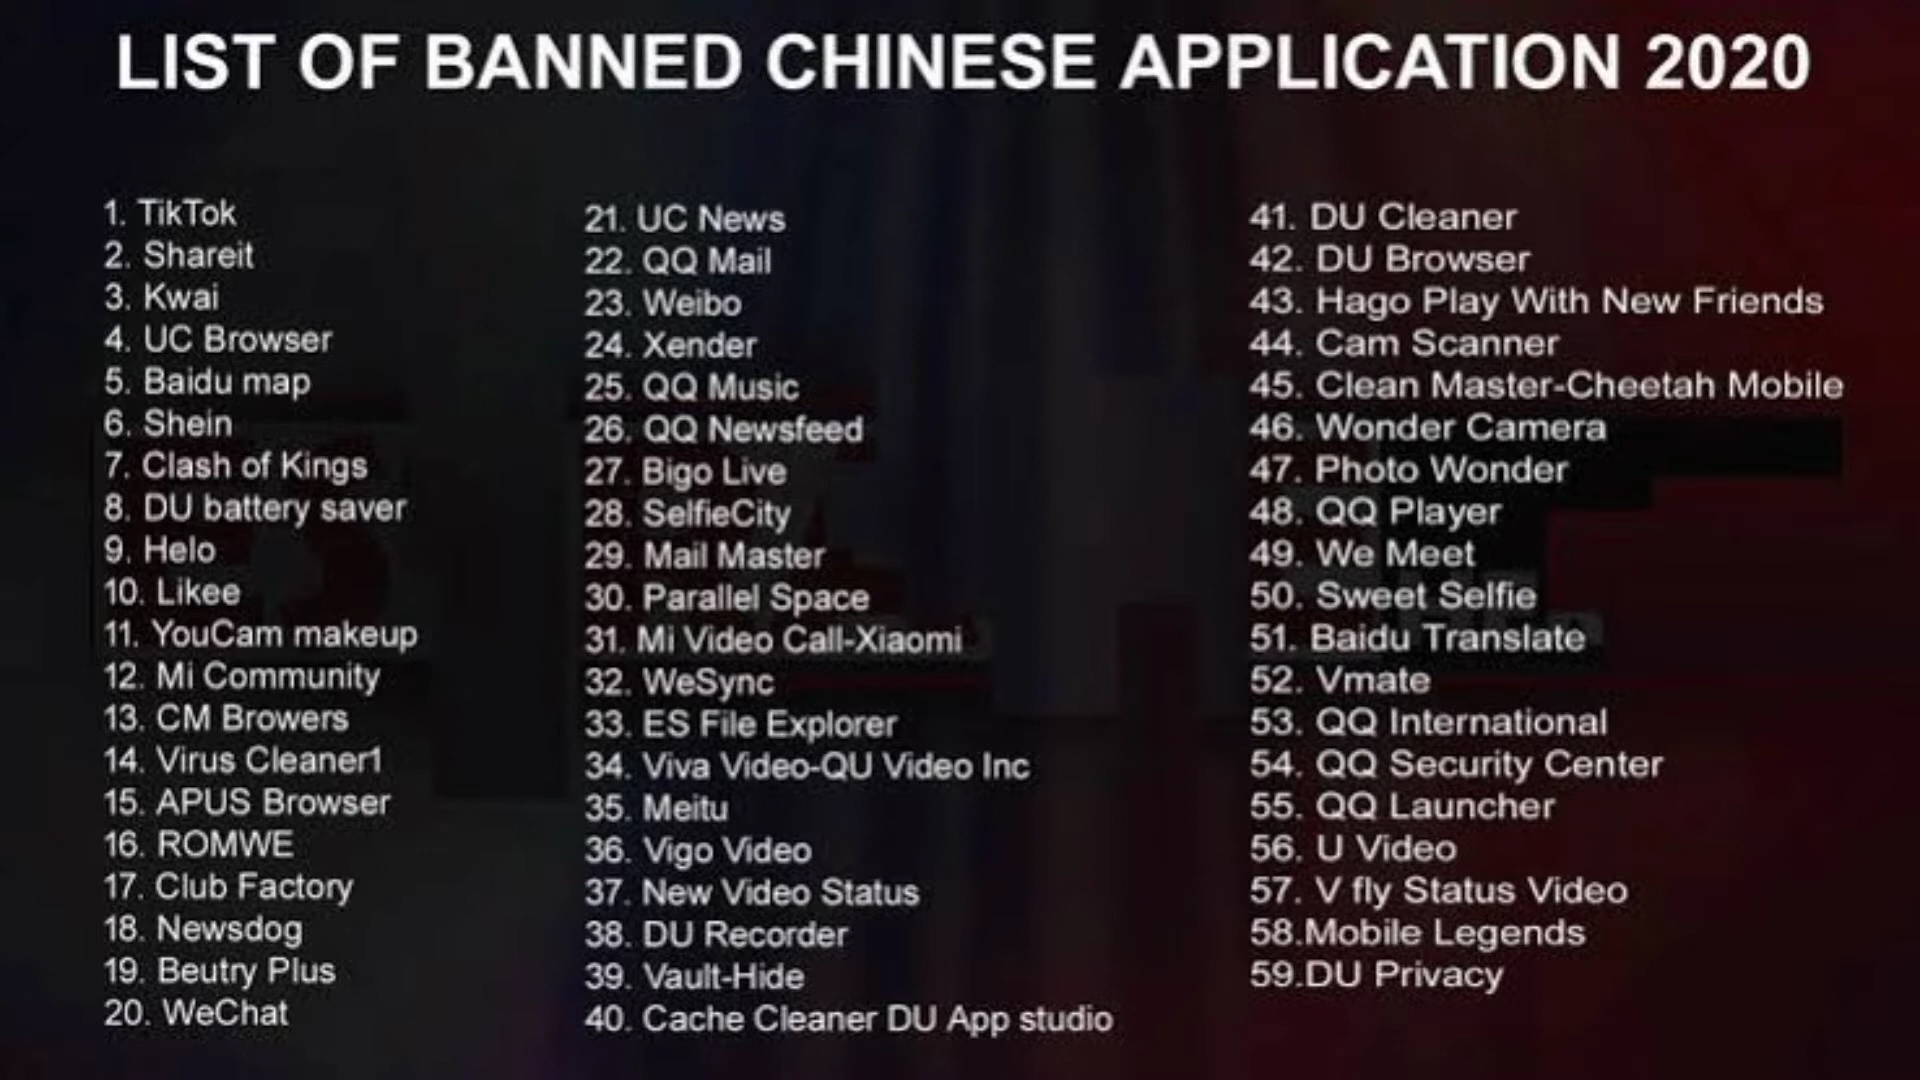 LIST OF BANNED CHINESE APPLICATION 2020
1. TikTok
2. Shareit
3. Kwai
4. UC Browser
5. Baidu map
6. Shein
7. Clash of Kings
8. DU battery saver
9. Helo
10. Likee
11. YouCam makeup
12. Mi Community
13. CM Browers
14. Virus Cleaner1
15. APUS Browser
16. ROMWE
17. Club Factory
18. Newsdog
19. Beutry Plus
20. WeChat
21. UC News
22. QQ Mail
23. Weibo
24. Xender
25. QQ Music
26. QQ Newsfeed
27. Bigo Live
28. SelfieCity
29. Mail Master
30. Parallel Space
31. Mi Video Call-Xiaomi
32. WeSync
33. ES File Explorer
34. Viva Video-QU Video Inc
35. Meitu
36. Vigo Video
37. New Video Status
38. DU Recorder
39. Vault-Hide
40. Cache Cleaner DU App studio
41. DU Cleaner
42. DU Browser
43. Hago Play With New Friends
44. Cam Scanner
45. Clean Master-Cheetah Mobile
46. Wonder Camera
47. Photo Wonder
48. QQ Player
49. We Meet
50. Sweet Selfie
51. Baidu Translate
52. Vmate
53. QQ International
54. QQ Security Center
55. QQ Launcher
56. U Video
57. V fly Status Video
58.Mobile Legends
59.DU Privacy